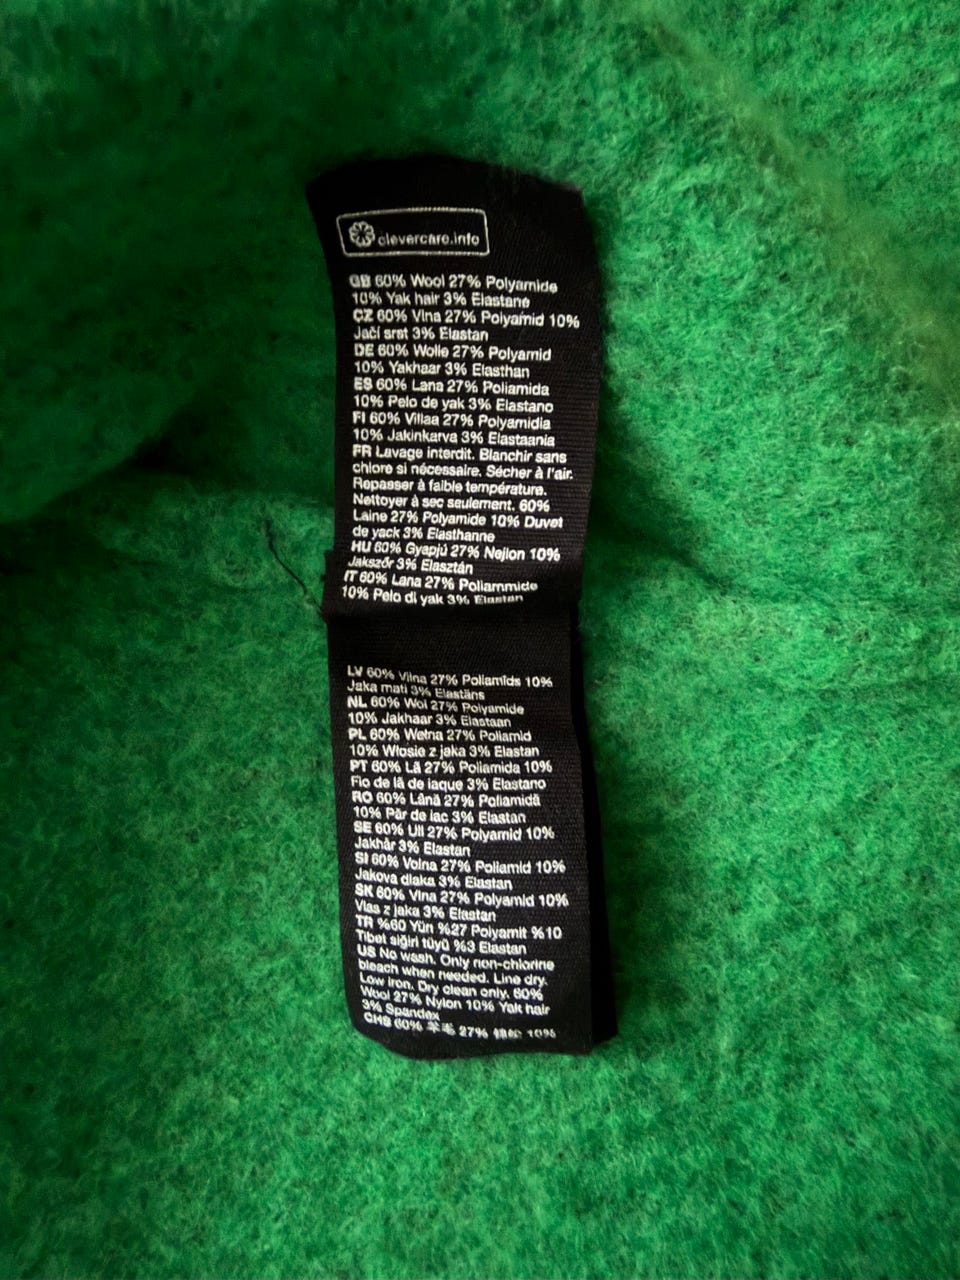 clevercare.info
GB 60% Wool 27% Polyamide
10% Yak hair 3% Elastane
CZ 60% Vlna 27% Polyamid 10%
Jačí srst 3% Elastan
DE 60% Wolle 27% Polyamid
10% Yakhaar 3% Elasthan
ES 60% Lana 27% Poliamida
10% Pelo de yak 3% Elastano
FI 60% Villaa 27% Polyamidia
10% Jakinkarva 3% Elastaania
FR Lavage interdit. Blanchir sans
chlore si nécessaire. Sécher à l'air.
Repasser à faible température.
Nettoyer à sec seulement. 60%
Laine 27% Polyamide 10% Duvet
de yack 3% Elasthanne
HU 60% Gyapjú 27% Nejlon 10%
Jakszőr 3% Elasztán
IT 60% Lana 27% Poliammide
10% Pelo di yak 3% Elastan
LV 60% Vilna 27% Poliamīds 10%
Jaka mati 3% Elastāns
NL 60% Wol 27% Polyamide
10% Jakhaar 3% Elastaan
PL 60% Wełna 27% Poliamid
10% Włosie z jaka 3% Elastan
PT 60% Lã 27% Poliamida 10%
Fio de lã de iaque 3% Elastano
RO 60% Lână 27% Poliamidă
10% Păr de iac 3% Elastan
SE 60% Ull 27% Polyamid 10%
Jakhår 3% Elastan
SI 60% Volna 27% Poliamid 10%
Jakova dlaka 3% Elastan
SK 60% Vlna 27% Polyamid 10%
Vlas z jaka 3% Elastan
TR %60 Yün %27 Polyamit %10
Tibet sığırı tüyü %3 Elastan
US No wash. Only non-chlorine
bleach when needed. Line dry.
Low iron. Dry clean only. 60%
Wool 27% Nylon 10% Yak hair
3% Spandex
CHS 60% 羊毛 27% 锦纶 10%